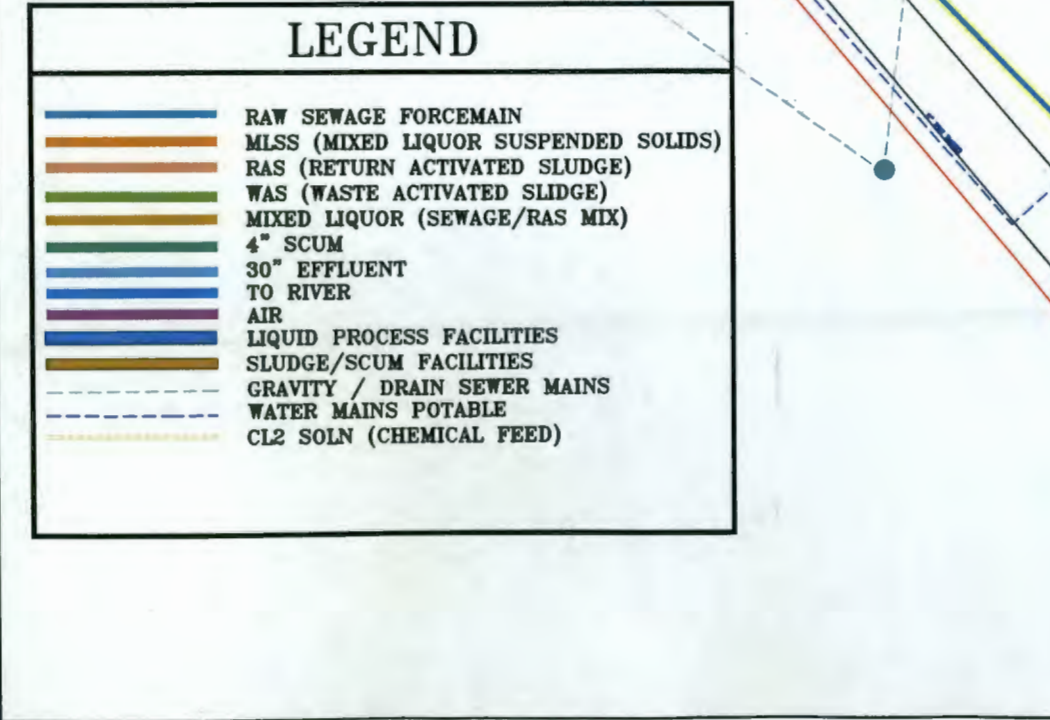 LEGEND
RAW SEWAGE FORCEMAIN
MLSS (MIXED LIQUOR SUSPENDED SOLIDS)
RAS (RETURN ACTIVATED SLUDGE)
WAS (WASTE ACTIVATED SLIDGE)
MIXED LIQUOR (SEWAGE/RAS MIX)
4" SCUM
30" EFFLUENT
TO RIVER
AIR
LIQUID PROCESS FACILITIES
SLUDGE/SCUM FACILITIES
GRAVITY / DRAIN SEWER MAINS
WATER MAINS POTABLE
CL2 SOLN (CHEMICAL FEED)